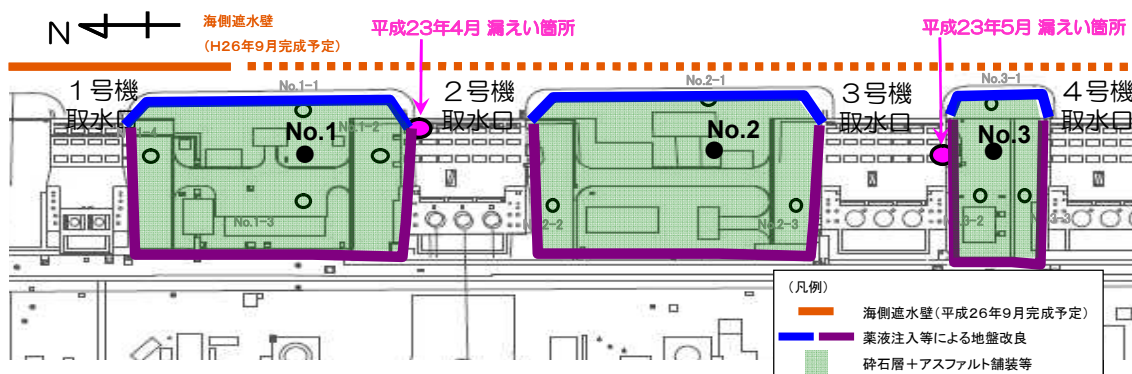 N
海側遮水壁
(H26年9月完成予定)
平成23年4月 漏えい箇所
平成23年5月 漏えい箇所
1号機
取水口
2号機
取水口
3号機
取水口
4号機
取水口
No.1-1
No.2-1
No.3-1
1-4
No.1-2
No.1
No.2
No.3
No.1-3
2-2
No.2-3
3-2
3-3
(凡例)
海側遮水壁(平成26年9月完成予定)
薬液注入等による地盤改良
砕石層＋アスファルト舗装等